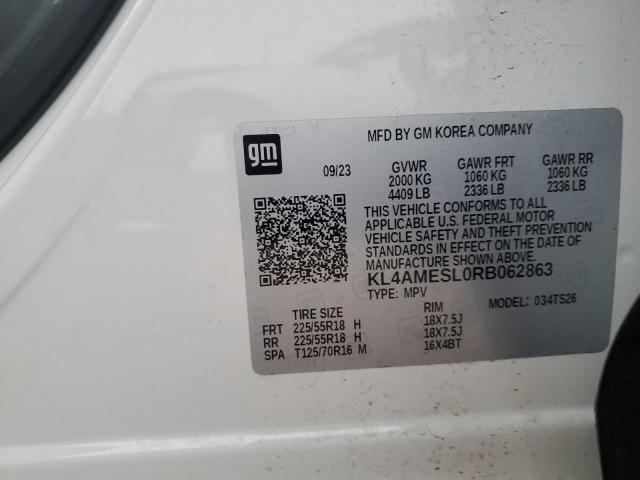 MFD BY GM KOREA COMPANY
gm
09/23 GVWR GAWR FRT GAWR RR
2000 KG 1060 KG 1060 KG
4409 LB 2336 LB 2336 LB
THIS VEHICLE CONFORMS TO ALL
APPLICABLE U.S. FEDERAL MOTOR
VEHICLE SAFETY AND THEFT PREVENTION
STANDARDS IN EFFECT ON THE DATE OF
MANUFACTURE SHOWN ABOVE.
KL4AMESL0RB062863
TYPE: MPV MODEL: 034TS26
TIRE SIZE RIM
FRT 225/55R18 H 18X7.5J
RR 225/55R18 H 18X7.5J
SPA T125/70R16 M 16X4BT